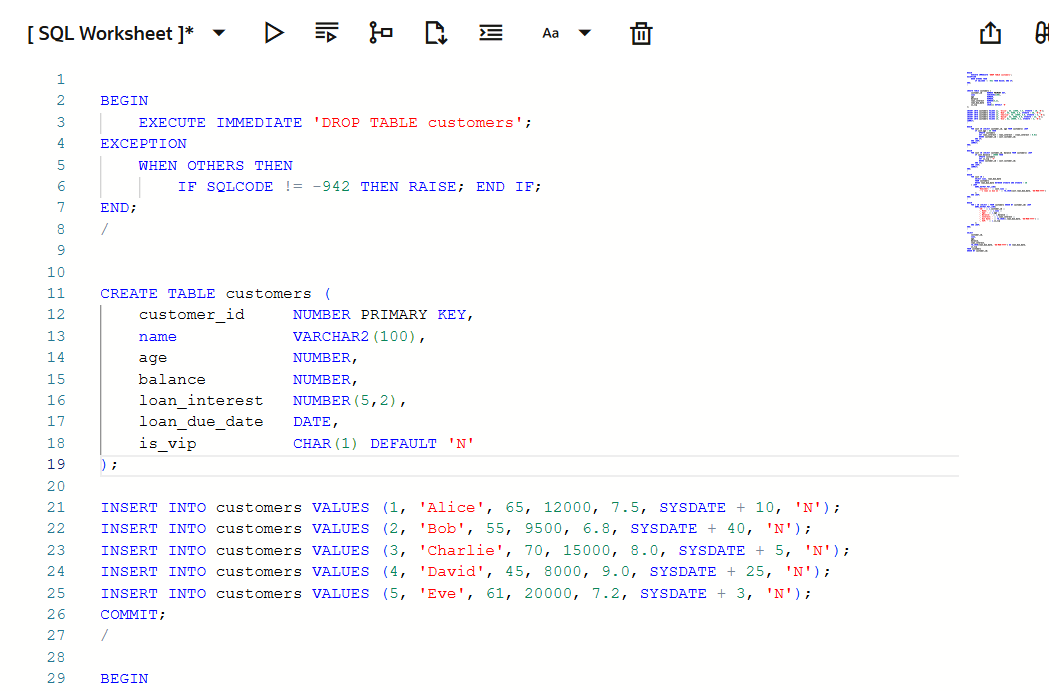 [ SQL Worksheet ]*
Aa
1
2 BEGIN
3 EXECUTE IMMEDIATE 'DROP TABLE customers';
4 EXCEPTION
5 WHEN OTHERS THEN
6 IF SQLCODE != -942 THEN RAISE; END IF;
7 END;
8 /
9
10
11 CREATE TABLE customers (
12 customer_id NUMBER PRIMARY KEY,
13 name VARCHAR2(100),
14 age NUMBER,
15 balance NUMBER,
16 loan_interest NUMBER(5,2),
17 loan_due_date DATE,
18 is_vip CHAR(1) DEFAULT 'N'
19 );
20
21 INSERT INTO customers VALUES (1, 'Alice', 65, 12000, 7.5, SYSDATE + 10, 'N');
22 INSERT INTO customers VALUES (2, 'Bob', 55, 9500, 6.8, SYSDATE + 40, 'N');
23 INSERT INTO customers VALUES (3, 'Charlie', 70, 15000, 8.0, SYSDATE + 5, 'N');
24 INSERT INTO customers VALUES (4, 'David', 45, 8000, 9.0, SYSDATE + 25, 'N');
25 INSERT INTO customers VALUES (5, 'Eve', 61, 20000, 7.2, SYSDATE + 3, 'N');
26 COMMIT;
27 /
28
29 BEGIN